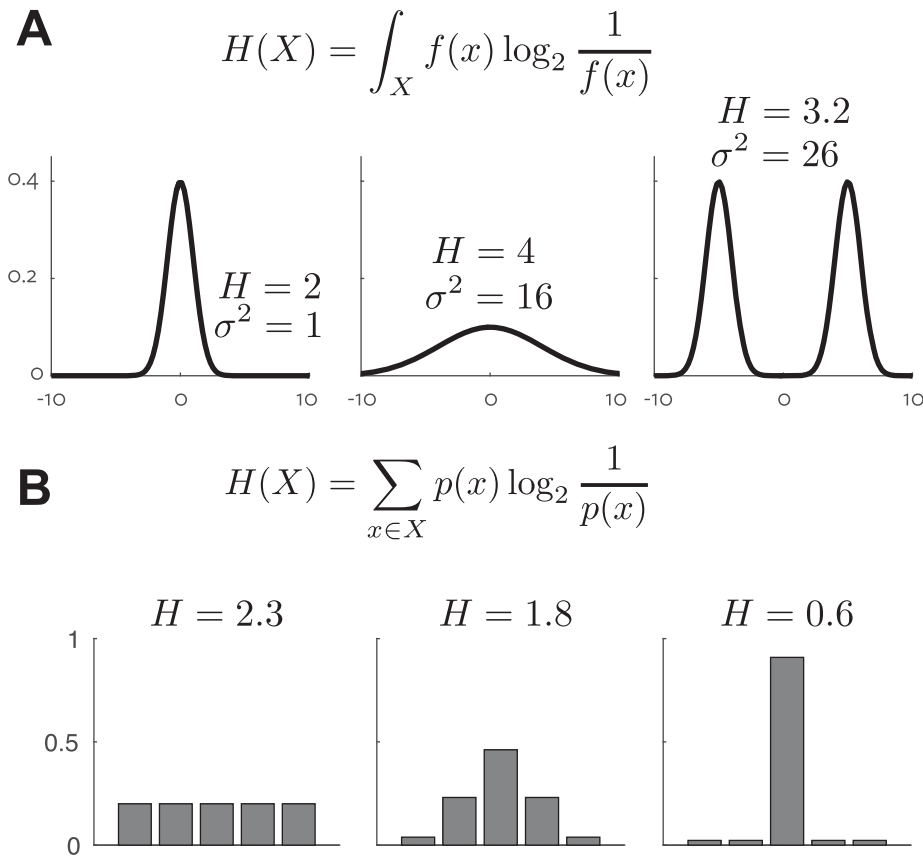 A
H(X) = ∫_X f(x) log₂ 1/f(x)
H = 3.2
σ² = 26
0.4
0.2
0
H = 2
σ² = 1
H = 4
σ² = 16
-10 0 10
-10 0 10
-10 0 10
B
H(X) = ∑_{x∈X} p(x) log₂ 1/p(x)
H = 2.3
H = 1.8
H = 0.6
1
0.5
0